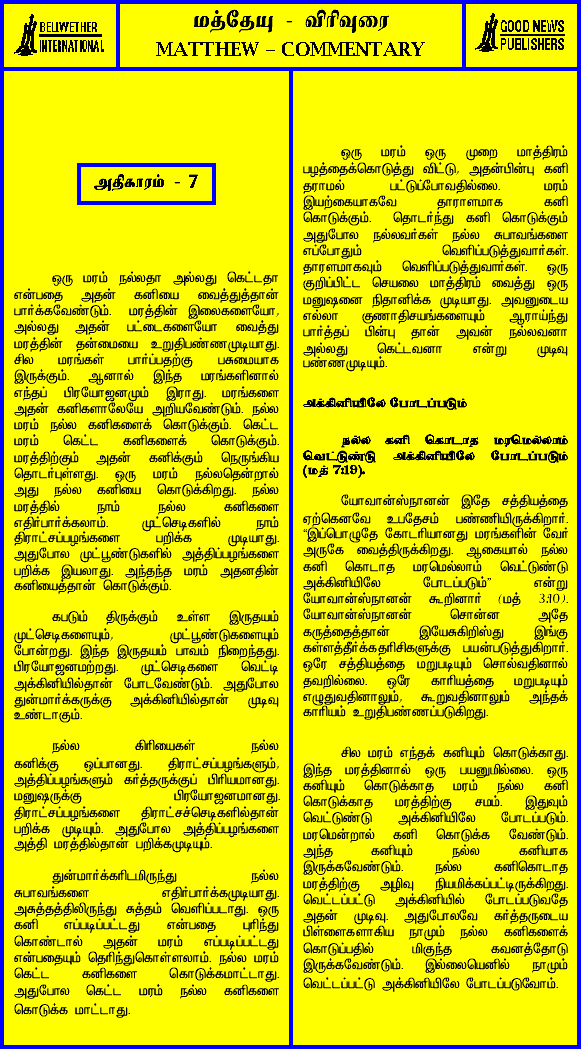 BELIWETHER
INTERNATIONAL
மத்தேயு - விரிவுரை
MATTHEW – COMMENTARY
GOOD NEWS
PUBLISHERS
அதிகாரம் - 7
ஒரு மரம் நல்லதா அல்லது கெட்டதா
என்பதை அதன் கனியை வைத்துத்தான்
பார்க்கவேண்டும். மரத்தின் இலைகளையோ,
அல்லது அதன் பட்டைகளையோ வைத்து
மரத்தின் தன்மையை உறுதிபண்ணமுடியாது.
சில மரங்கள் பார்ப்பதற்கு பசுமையாக
இருக்கும். ஆனால் இந்த மரங்களினால்
எந்தப் பிரயோஜனமும் இராது. மரங்களை
அதன் கனிகளாலேயே அறியவேண்டும். நல்ல
மரம் நல்ல கனிகளைக் கொடுக்கும். கெட்ட
மரம் கெட்ட கனிகளைக் கொடுக்கும்.
மரத்திற்கும் அதன் கனிக்கும் நெருங்கிய
தொடர்புள்ளது. ஒரு மரம் நல்லதென்றால்
அது நல்ல கனியை கொடுக்கிறது. நல்ல
மரத்தில் நாம் நல்ல கனிகளை
எதிர்பார்க்கலாம். முட்செடிகளில் நாம்
திராட்சப்பழங்களை பறிக்க முடியாது.
அதுபோல முட்பூண்டுகளில் அத்திப்பழங்களை
பறிக்க இயலாது. அந்தந்த மரம் அதனதின்
கனியைத்தான் கொடுக்கும்.
கபடும் திருக்கும் உள்ள இருதயம்
முட்செடிகளையும், முட்பூண்டுகளையும்
போன்றது. இந்த இருதயம் பாவம் நிறைந்தது.
பிரயோஜனமற்றது. முட்செடிகளை வெட்டி
அக்கினியில்தான் போடவேண்டும். அதுபோல
துன்மார்க்கருக்கு அக்கினியில்தான் முடிவு
உண்டாகும்.
நல்ல கிரியைகள் நல்ல
கனிக்கு ஒப்பானது. திராட்சப்பழங்களும்,
அத்திப்பழங்களும் கர்த்தருக்குப் பிரியமானது.
மனுஷருக்கு பிரயோஜனமானது.
திராட்சப்பழங்களை திராட்சச்செடிகளில்தான்
பறிக்க முடியும். அதுபோல அத்திப்பழங்களை
அத்தி மரத்தில்தான் பறிக்கமுடியும்.
துன்மார்க்கரிடமிருந்து நல்ல
சுபாவங்களை எதிர்பார்க்கமுடியாது.
அசுத்தத்திலிருந்து சுத்தம் வெளிப்படாது. ஒரு
கனி எப்படிப்பட்டது என்பதை புரிந்து
கொண்டால் அதன் மரம் எப்படிப்பட்டது
என்பதையும் தெரிந்துகொள்ளலாம். நல்ல மரம்
கெட்ட கனிகளை கொடுக்கமாட்டாது.
அதுபோல கெட்ட மரம் நல்ல கனிகளை
கொடுக்க மாட்டாது.
ஒரு மரம் ஒரு முறை மாத்திரம்
பழத்தைக்கொடுத்து விட்டு, அதன்பின்பு கனி
தராமல் பட்டுப்போவதில்லை. மரம்
இயற்கையாகவே தாராளமாக கனி
கொடுக்கும். தொடர்ந்து கனி கொடுக்கும்
அதுபோல நல்லவர்கள் நல்ல சுபாவங்களை
எப்போதும் வெளிப்படுத்துவார்கள்.
தாரளமாகவும் வெளிப்படுத்துவார்கள். ஒரு
குறிப்பிட்ட செயலை மாத்திரம் வைத்து ஒரு
மனுஷனை நிதானிக்க முடியாது. அவனுடைய
எல்லா குணாதிசயங்களையும் ஆராய்ந்து
பார்த்தப் பின்பு தான் அவன் நல்லவனா
அல்லது கெட்டவனா என்று முடிவு
பண்ணமுடியும்.
அக்கினியிலே போடப்படும்
நல்ல கனி கொடாத மரமெல்லாம்
வெட்டுண்டு அக்கினியிலே போடப்படும்
(மத் 7:19).
யோவான்ஸ்நானன் இதே சத்தியத்தை
ஏற்கெனவே உபதேசம் பண்ணியிருக்கிறார்.
“இப்பொழுதே கோடரியானது மரங்களின் வேர்
அருகே வைத்திருக்கிறது. ஆகையால் நல்ல
கனி கொடாத மரமெல்லாம் வெட்டுண்டு
அக்கினியிலே போடப்படும்” என்று
யோவான்ஸ்நானன் கூறினார் (மத் 3:10).
யோவான்ஸ்நானன் சொன்ன அதே
கருத்தைத்தான் இயேசுகிறிஸ்து இங்கு
கள்ளத்தீர்க்கதரிசிகளுக்கு பயன்படுத்துகிறார்.
ஒரே சத்தியத்தை மறுபடியும் சொல்வதினால்
தவறில்லை. ஒரே காரியத்தை மறுபடியும்
எழுதுவதினாலும், கூறுவதினாலும் அந்தக்
காரியம் உறுதிபண்ணப்படுகிறது.
சில மரம் எந்தக் கனியும் கொடுக்காது.
இந்த மரத்தினால் ஒரு பயனுமில்லை. ஒரு
கனியும் கொடுக்காத மரம் நல்ல கனி
கொடுக்காத மரத்திற்கு சமம். இதுவும்
வெட்டுண்டு அக்கினியிலே போடப்படும்.
மரமென்றால் கனி கொடுக்க வேண்டும்.
அந்த கனியும் நல்ல கனியாக
இருக்கவேண்டும். நல்ல கனிகொடாத
மரத்திற்கு அழிவு நியமிக்கப்பட்டிருக்கிறது.
வெட்டப்பட்டு அக்கினியில் போடப்படுவதே
அதன் முடிவு. அதுபோலவே கர்த்தருடைய
பிள்ளைகளாகிய நாமும் நல்ல கனிகளைக்
கொடுப்பதில் மிகுந்த கவனத்தோடு
இருக்கவேண்டும். இல்லையெனில் நாமும்
வெட்டப்பட்டு அக்கினியிலே போடப்படுவோம்.